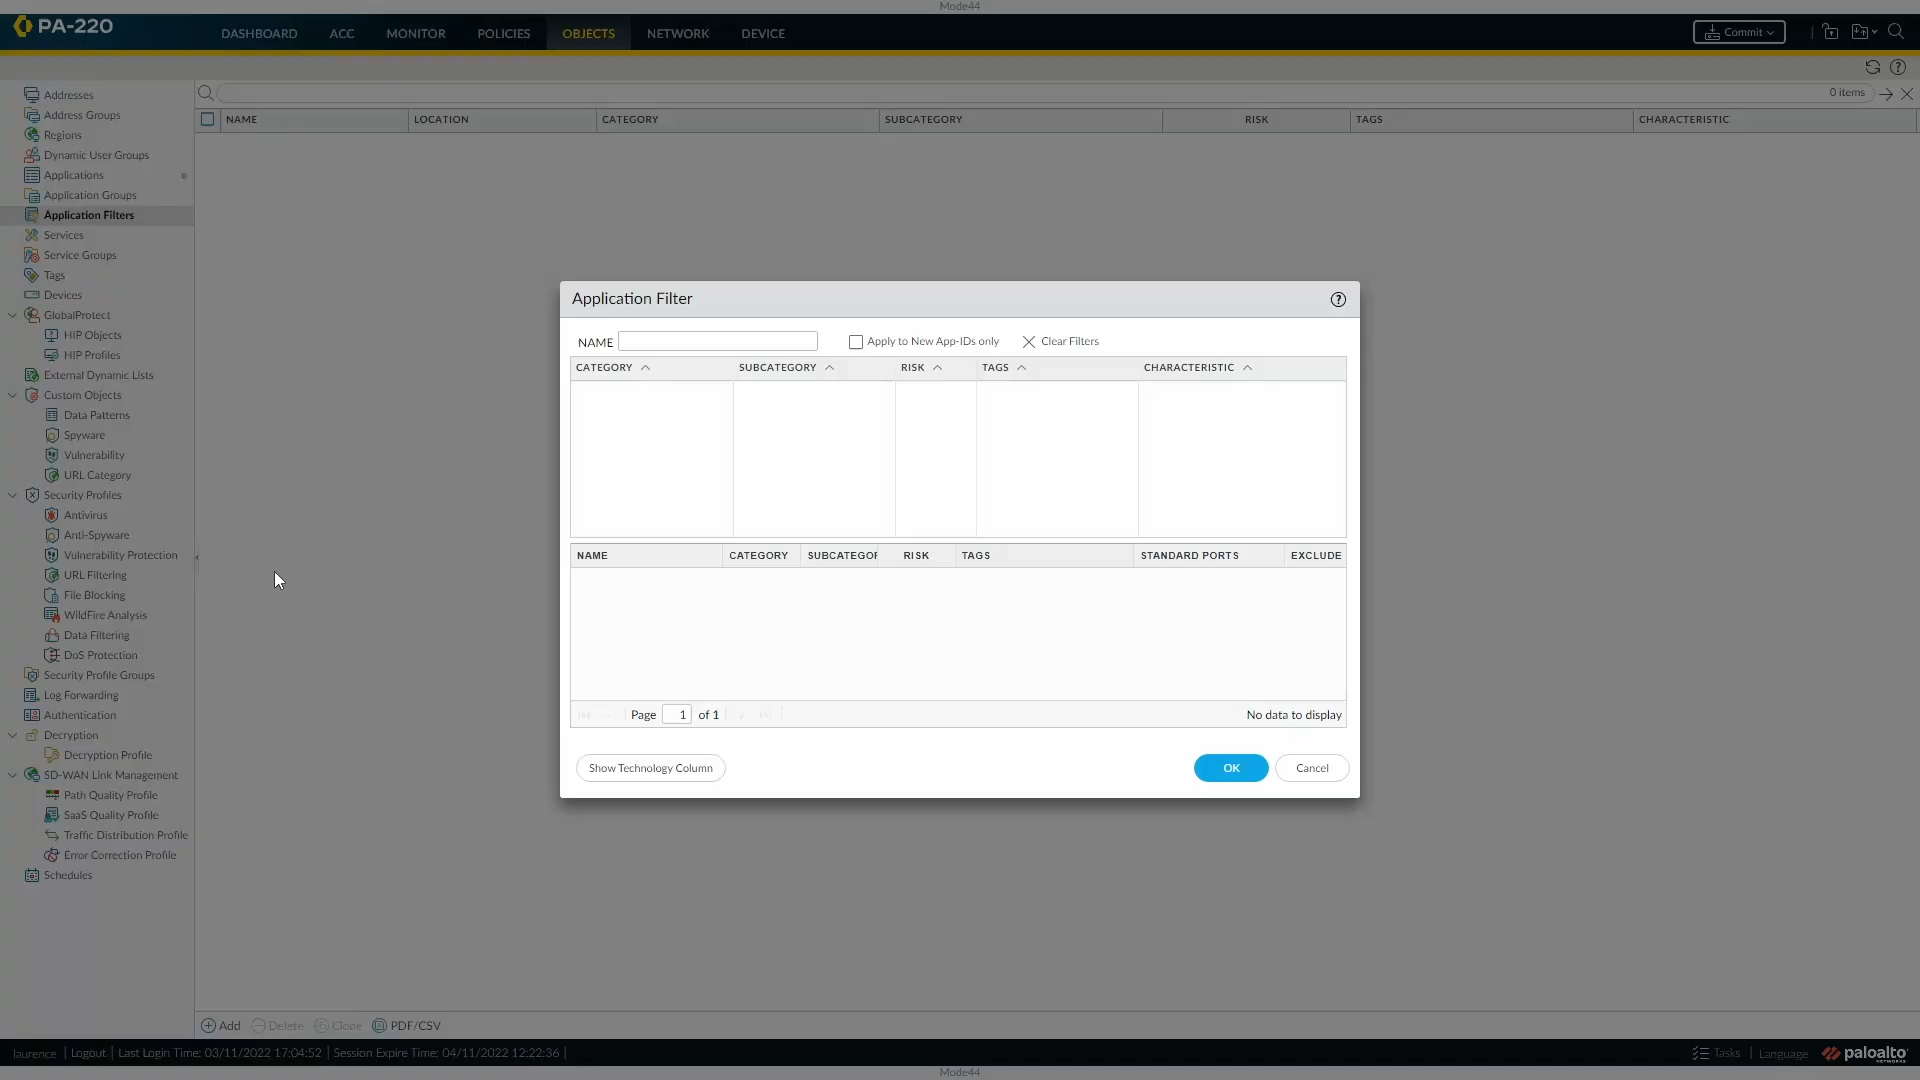 Mode44
PA-220
DASHBOARD ACC MONITOR POLICIES OBJECTS NETWORK DEVICE
Commit
0 items
NAME LOCATION CATEGORY SUBCATEGORY RISK TAGS CHARACTERISTIC
Addresses
Address Groups
Regions
Dynamic User Groups
Applications
Application Groups
Application Filters
Services
Service Groups
Tags
Devices
GlobalProtect
HIP Objects
HIP Profiles
External Dynamic Lists
Custom Objects
Data Patterns
Spyware
Vulnerability
URL Category
Security Profiles
Antivirus
Anti-Spyware
Vulnerability Protection
URL Filtering
File Blocking
WildFire Analysis
Data Filtering
DoS Protection
Security Profile Groups
Log Forwarding
Authentication
Decryption
Decryption Profile
SD-WAN Link Management
Path Quality Profile
SaaS Quality Profile
Traffic Distribution Profile
Error Correction Profile
Schedules
Application Filter
NAME Apply to New App-IDs only Clear Filters
CATEGORY SUBCATEGORY RISK TAGS CHARACTERISTIC
NAME CATEGORY SUBCATEGOR RISK TAGS STANDARD PORTS EXCLUDE
Page 1 of 1 No data to display
Show Technology Column OK Cancel
Add Delete Clone PDF/CSV
laurence | Logout | Last Login Time: 03/11/2022 17:04:52 | Session Expire Time: 04/11/2022 12:22:36 |
Tasks | Language paloalto NETWORKS
Mode44